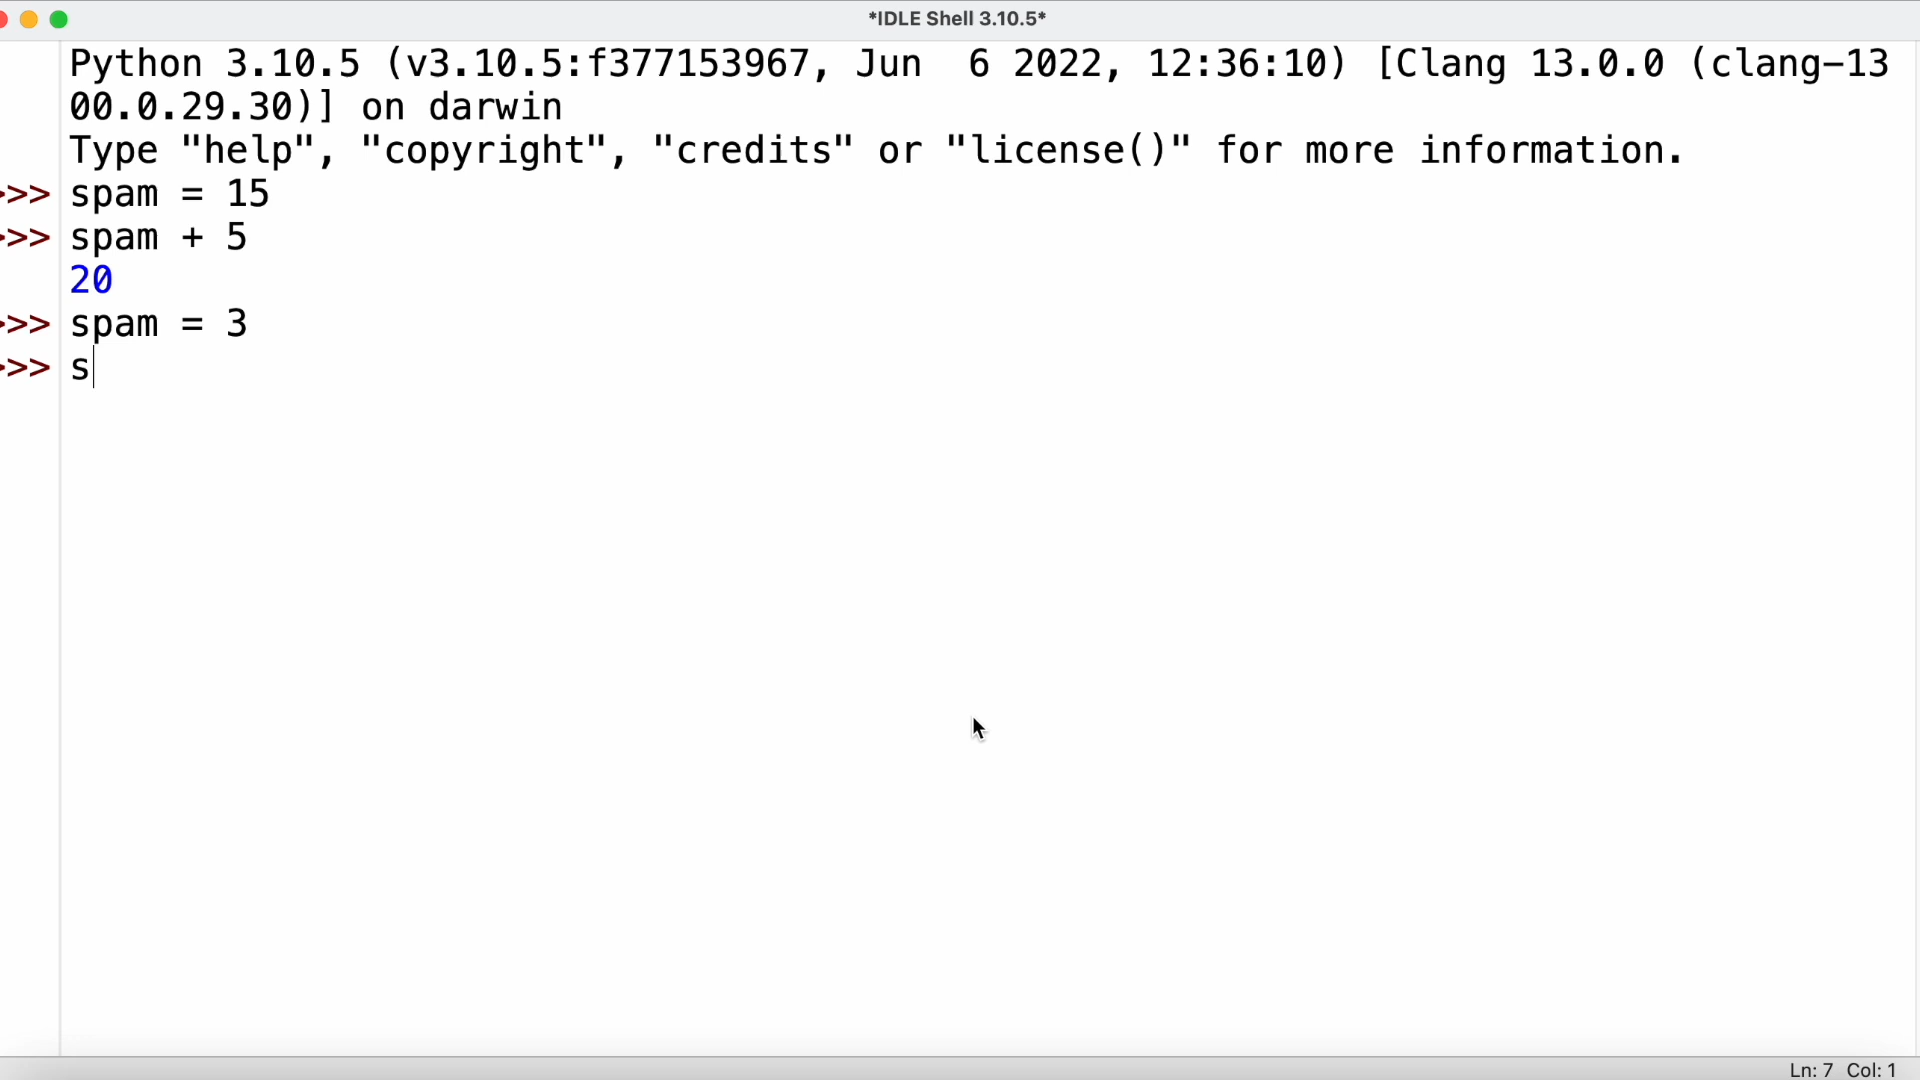 *IDLE Shell 3.10.5*
Python 3.10.5 (v3.10.5:f377153967, Jun  6 2022, 12:36:10) [Clang 13.0.0 (clang-13
00.0.29.30)] on darwin
Type "help", "copyright", "credits" or "license()" for more information.
>>> spam = 15
>>> spam + 5
20
>>> spam = 3
>>> s
Ln: 7 Col: 1